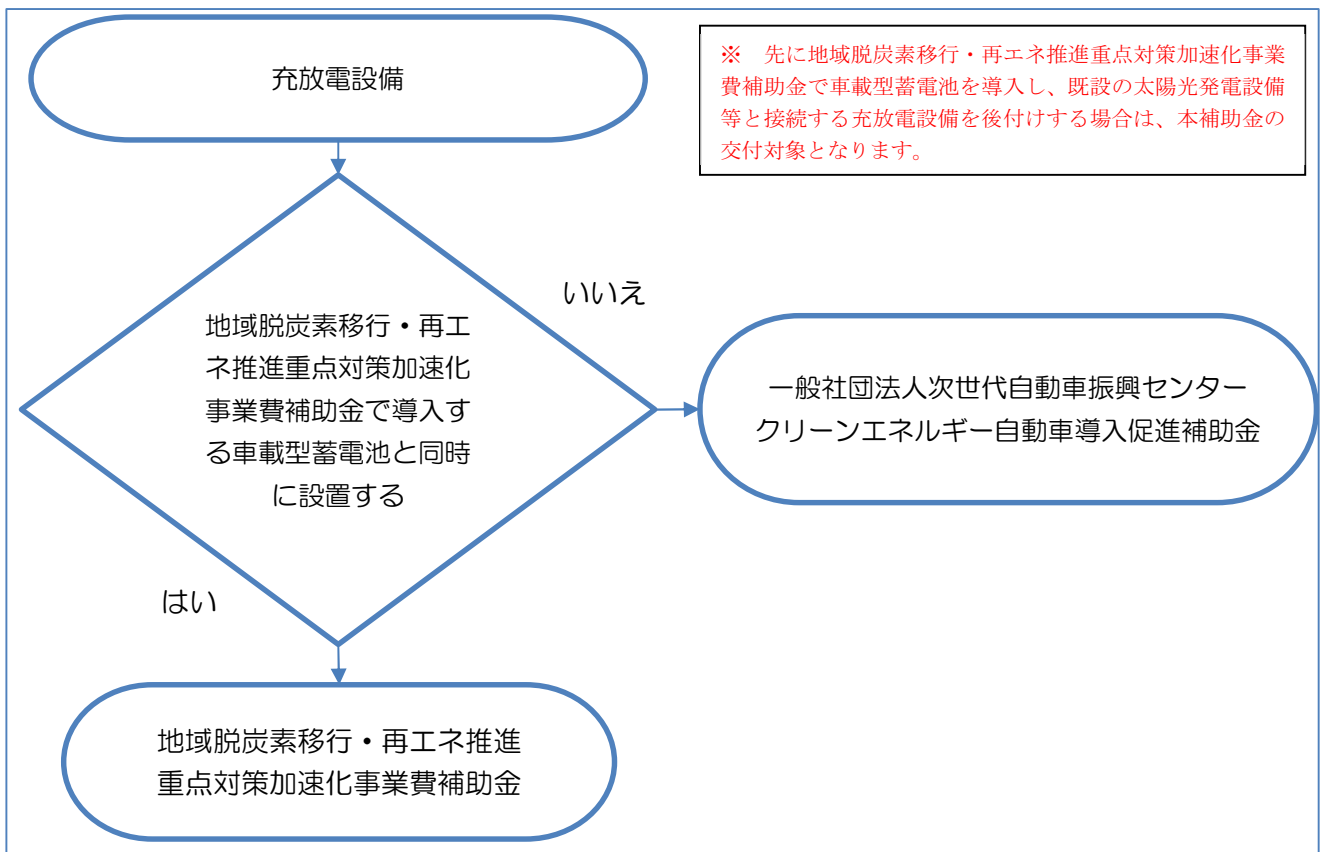 充放電設備
※　先に地域脱炭素移行・再エネ推進重点対策加速化事業
費補助金で車載型蓄電池を導入し、既設の太陽光発電設備
等と接続する充放電設備を後付けする場合は、本補助金の
交付対象となります。
いいえ
地域脱炭素移行・再エ
ネ推進重点対策加速化
事業費補助金で導入す
る車載型蓄電池と同時
に設置する
一般社団法人次世代自動車振興センター
クリーンエネルギー自動車導入促進補助金
はい
地域脱炭素移行・再エネ推進
重点対策加速化事業費補助金